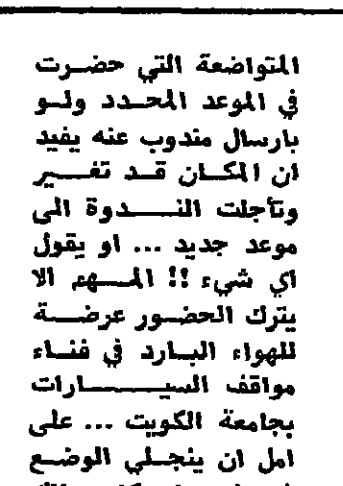 المتواضعة التي حضرت
في الموعد المحدد ولو
بارسال مندوب عنه يفيد
ان المكان قد تغير
وتأجلت الندوة الى
موعد جديد ... او يقول
اي شيء !! المهم الا
يترك الحضور عرضة
للهواء البارد في فناء
مواقف السيارات
بجامعة الكويت ... على
امل ان ينجلي الوضع